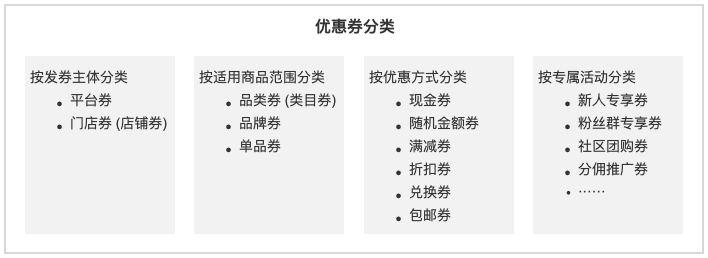 优惠券分类
按发券主体分类
• 平台券
• 门店券 (店铺券)
按适用商品范围分类
• 品类券 (类目券)
• 品牌券
• 单品券
按优惠方式分类
• 现金券
• 随机金额券
• 满减券
• 折扣券
• 兑换券
• 包邮券
按专属活动分类
• 新人专享券
• 粉丝群专享券
• 社区团购券
• 分佣推广券
• ……